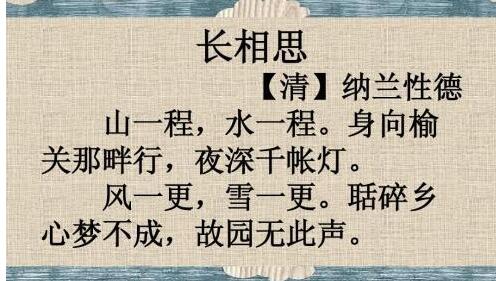 长相思
【清】纳兰性德
山一程，水一程。身向榆
关那畔行，夜深千帐灯。
风一更，雪一更。聒碎乡
心梦不成，故园无此声。